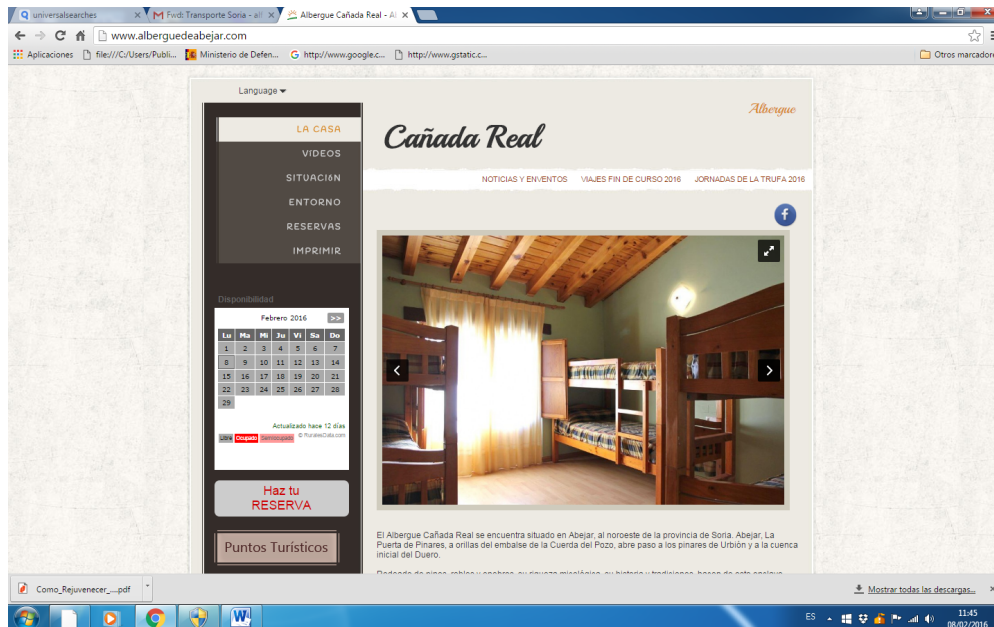 universalsearches
Fwd: Transporte Soria - alf
Albergue Cañada Real - Al
www.alberguedeabejar.com
Aplicaciones
file:///C:/Users/Publi...
Ministerio de Defen...
http://www.google.c...
http://www.gstatic.c...
Otros marcadore
Language
Albergue
Cañada Real
LA CASA
VIDEOS
SITUACIóN
ENTORNO
RESERVAS
IMPRIMIR
NOTICIAS Y ENVENTOS VIAJES FIN DE CURSO 2016 JORNADAS DE LA TRUFA 2016
Disponibilidad
Febrero 2016 >>
Lu Ma Mi Ju Vi Sa Do
1 2 3 4 5 6 7
8 9 10 11 12 13 14
15 16 17 18 19 20 21
22 23 24 25 26 27 28
29
Actualizado hace 12 días
Libre Ocupado Semiocupado
Haz tu
RESERVA
Puntos Turísticos
El Albergue Cañada Real se encuentra situado en Abejar, al noroeste de la provincia de Soria. Abejar, La
Puerta de Pinares, a orillas del embalse de la Cuerda del Pozo, abre paso a los pinares de Urbión y a la cuenca
inicial del Duero.
Como_Rejuvenecer_....pdf
Mostrar todas las descargas...
ES
11:45
08/02/2016